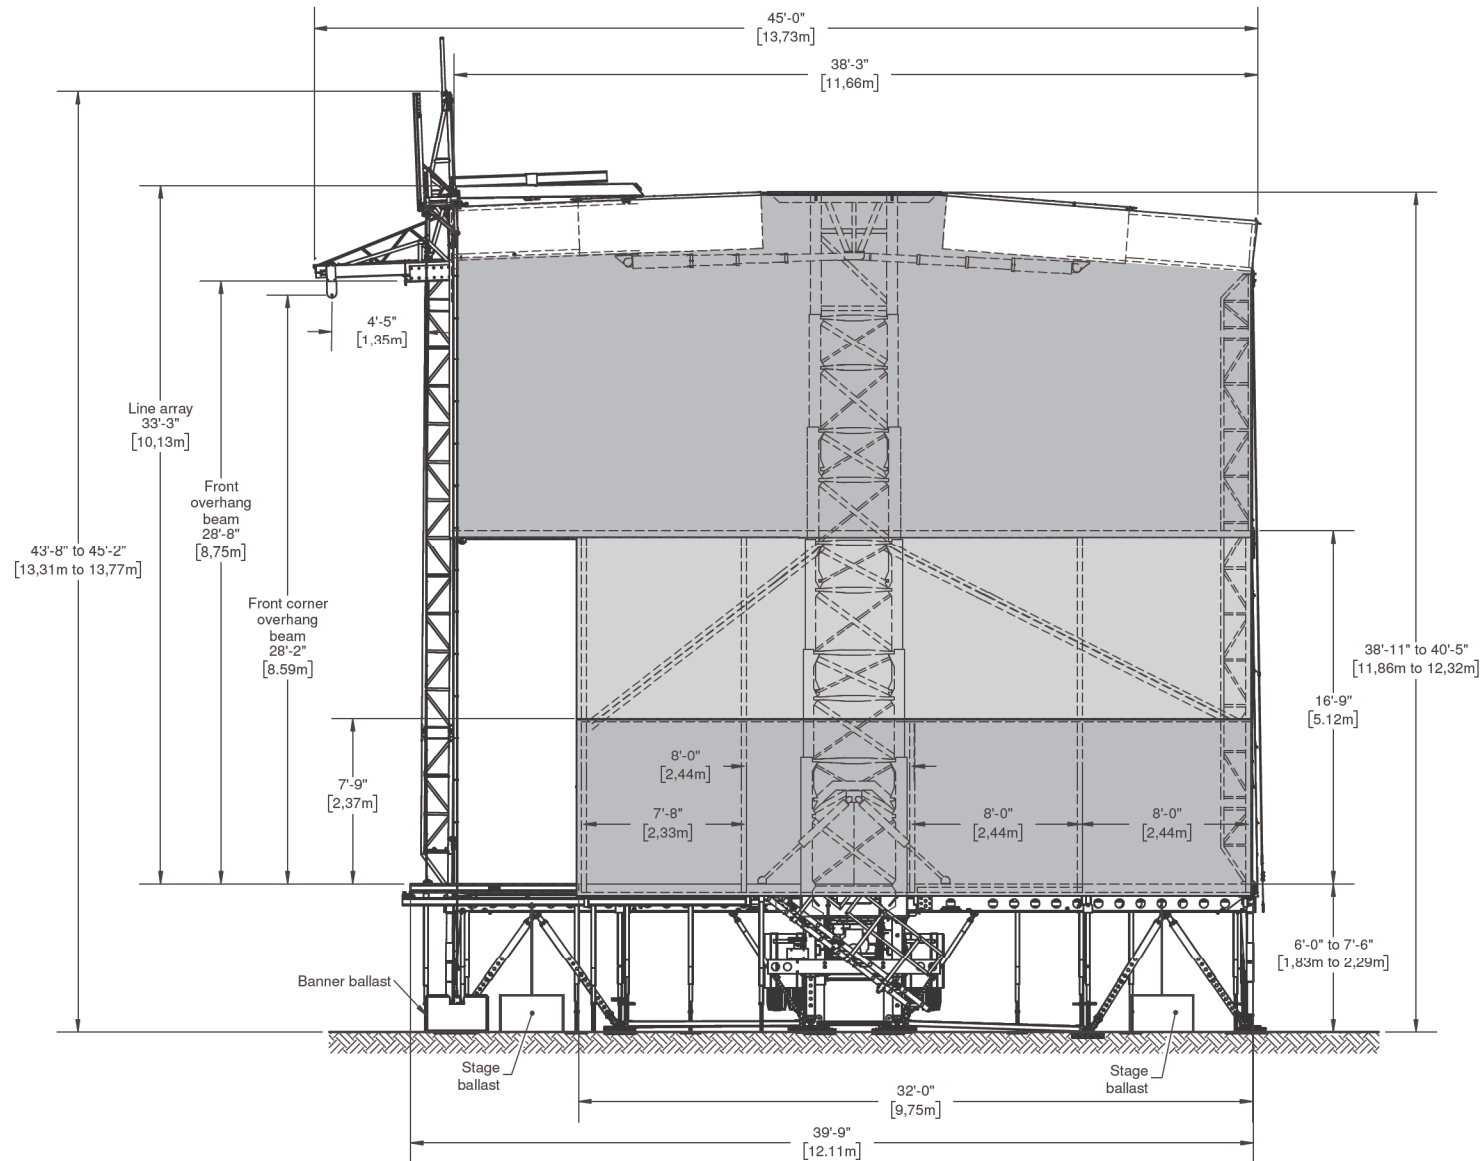 45'-0"
[13,73m]
38'-3"
[11,66m]
4'-5"
[1,35m]
Line array
33'-3"
[10,13m]
Front
overhang
beam
28'-8"
[8,75m]
43'-8" to 45'-2"
[13,31m to 13,77m]
Front corner
overhang
beam
28'-2"
[8.59m]
38'-11" to 40'-5"
[11,86m to 12,32m]
16'-9"
[5.12m]
7'-9"
[2,37m]
8'-0"
[2,44m]
7'-8"
[2,33m]
8'-0"
[2,44m]
8'-0"
[2,44m]
6'-0" to 7'-6"
[1,83m to 2,29m]
Banner ballast
Stage
ballast
Stage
ballast
32'-0"
[9,75m]
39'-9"
[12.11m]